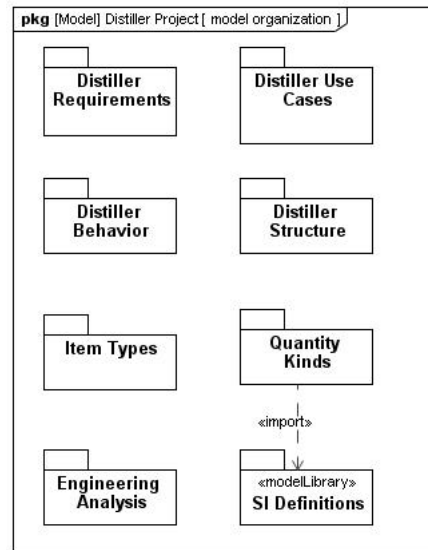 pkg [Model] Distiller Project [ model organization ]
Distiller
Requirements
Distiller Use
Cases
Distiller
Behavior
Distiller
Structure
Item Types
Quantity
Kinds
«import»
Engineering
Analysis
«modelLibrary»
SI Definitions